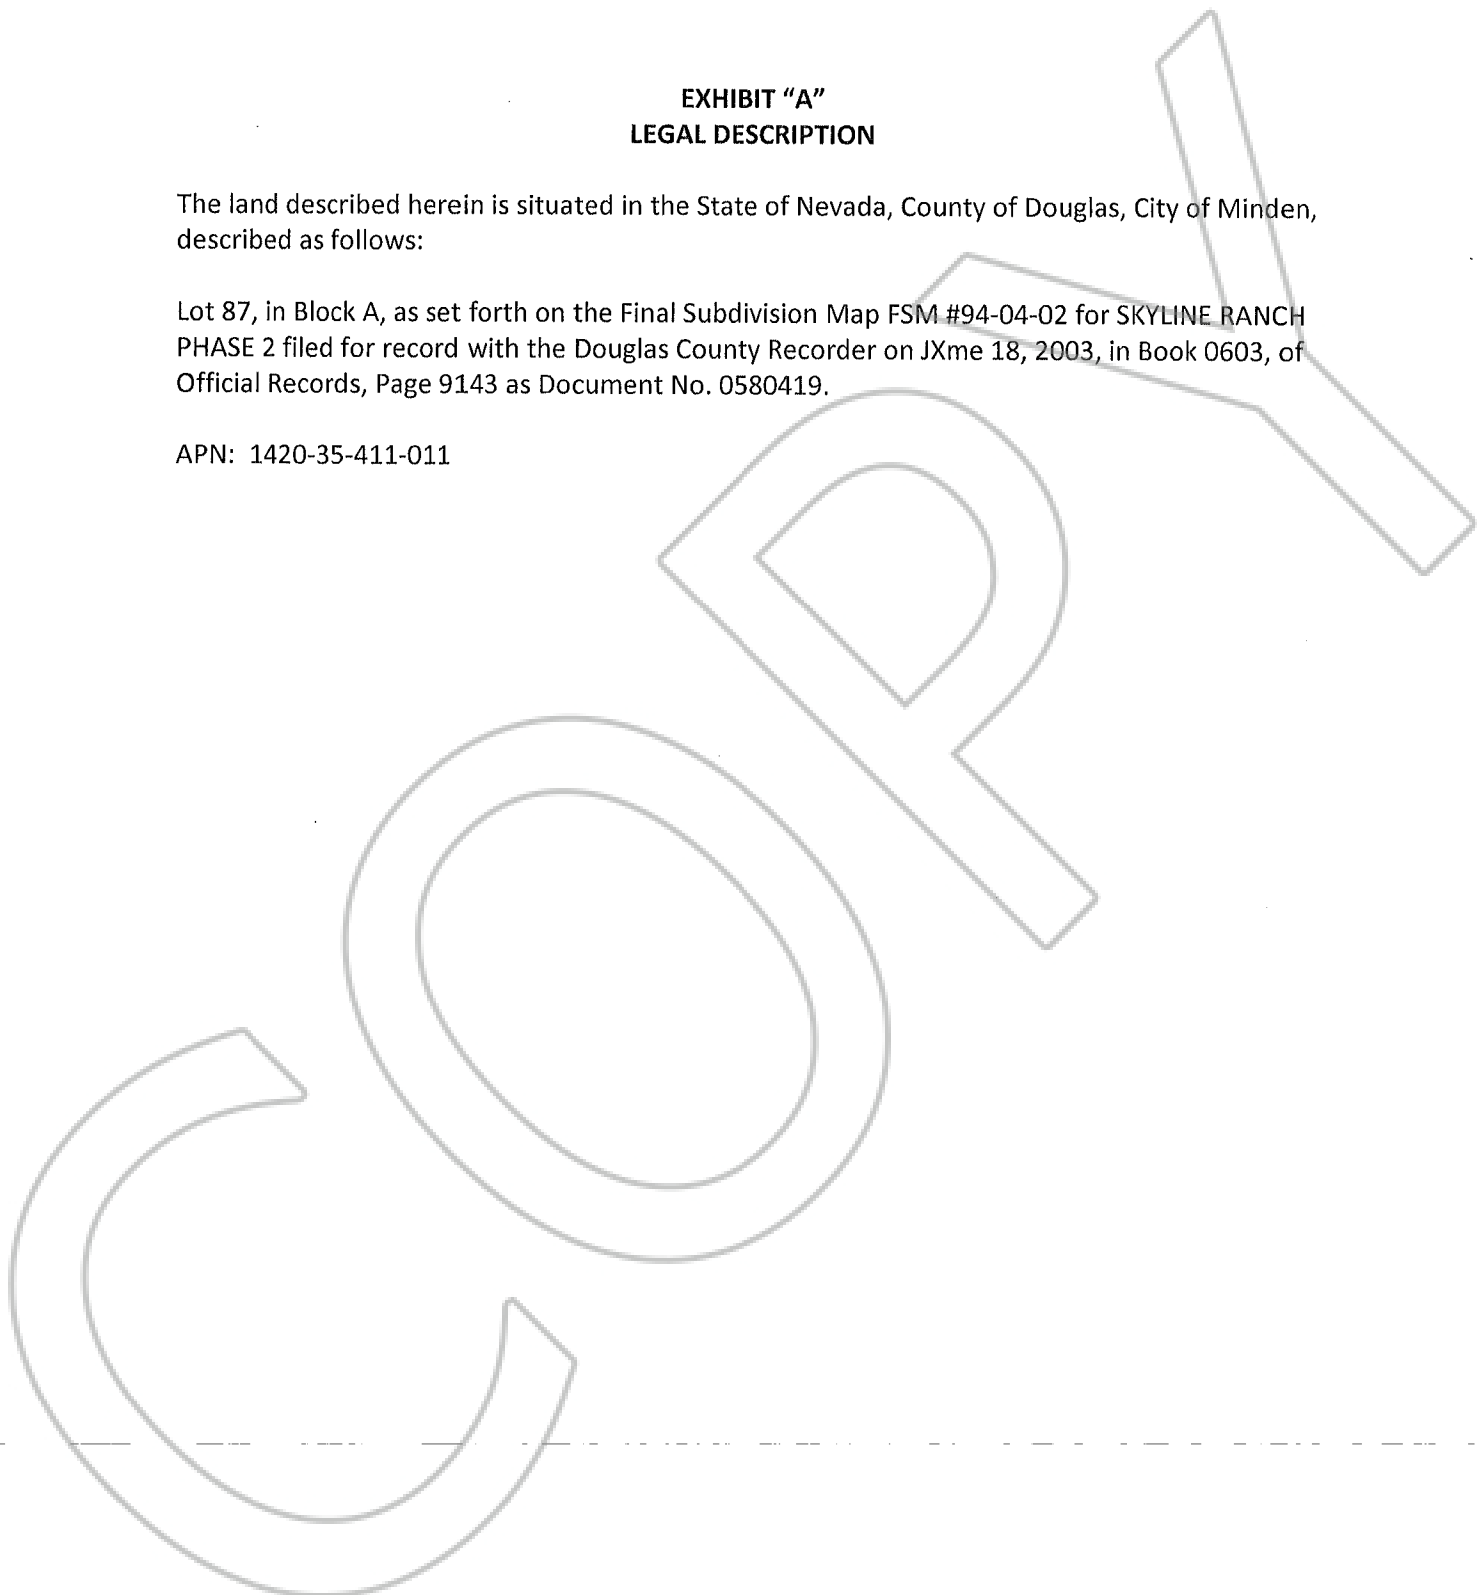 EXHIBIT “A”
LEGAL DESCRIPTION
The land described herein is situated in the State of Nevada, County of Douglas, City of Minden,
described as follows:
Lot 87, in Block A, as set forth on the Final Subdivision Map FSM #94-04-02 for SKYLINE RANCH
PHASE 2 filed for record with the Douglas County Recorder on JXme 18, 2003, in Book 0603, of
Official Records, Page 9143 as Document No. 0580419.
APN: 1420-35-411-011
COPY